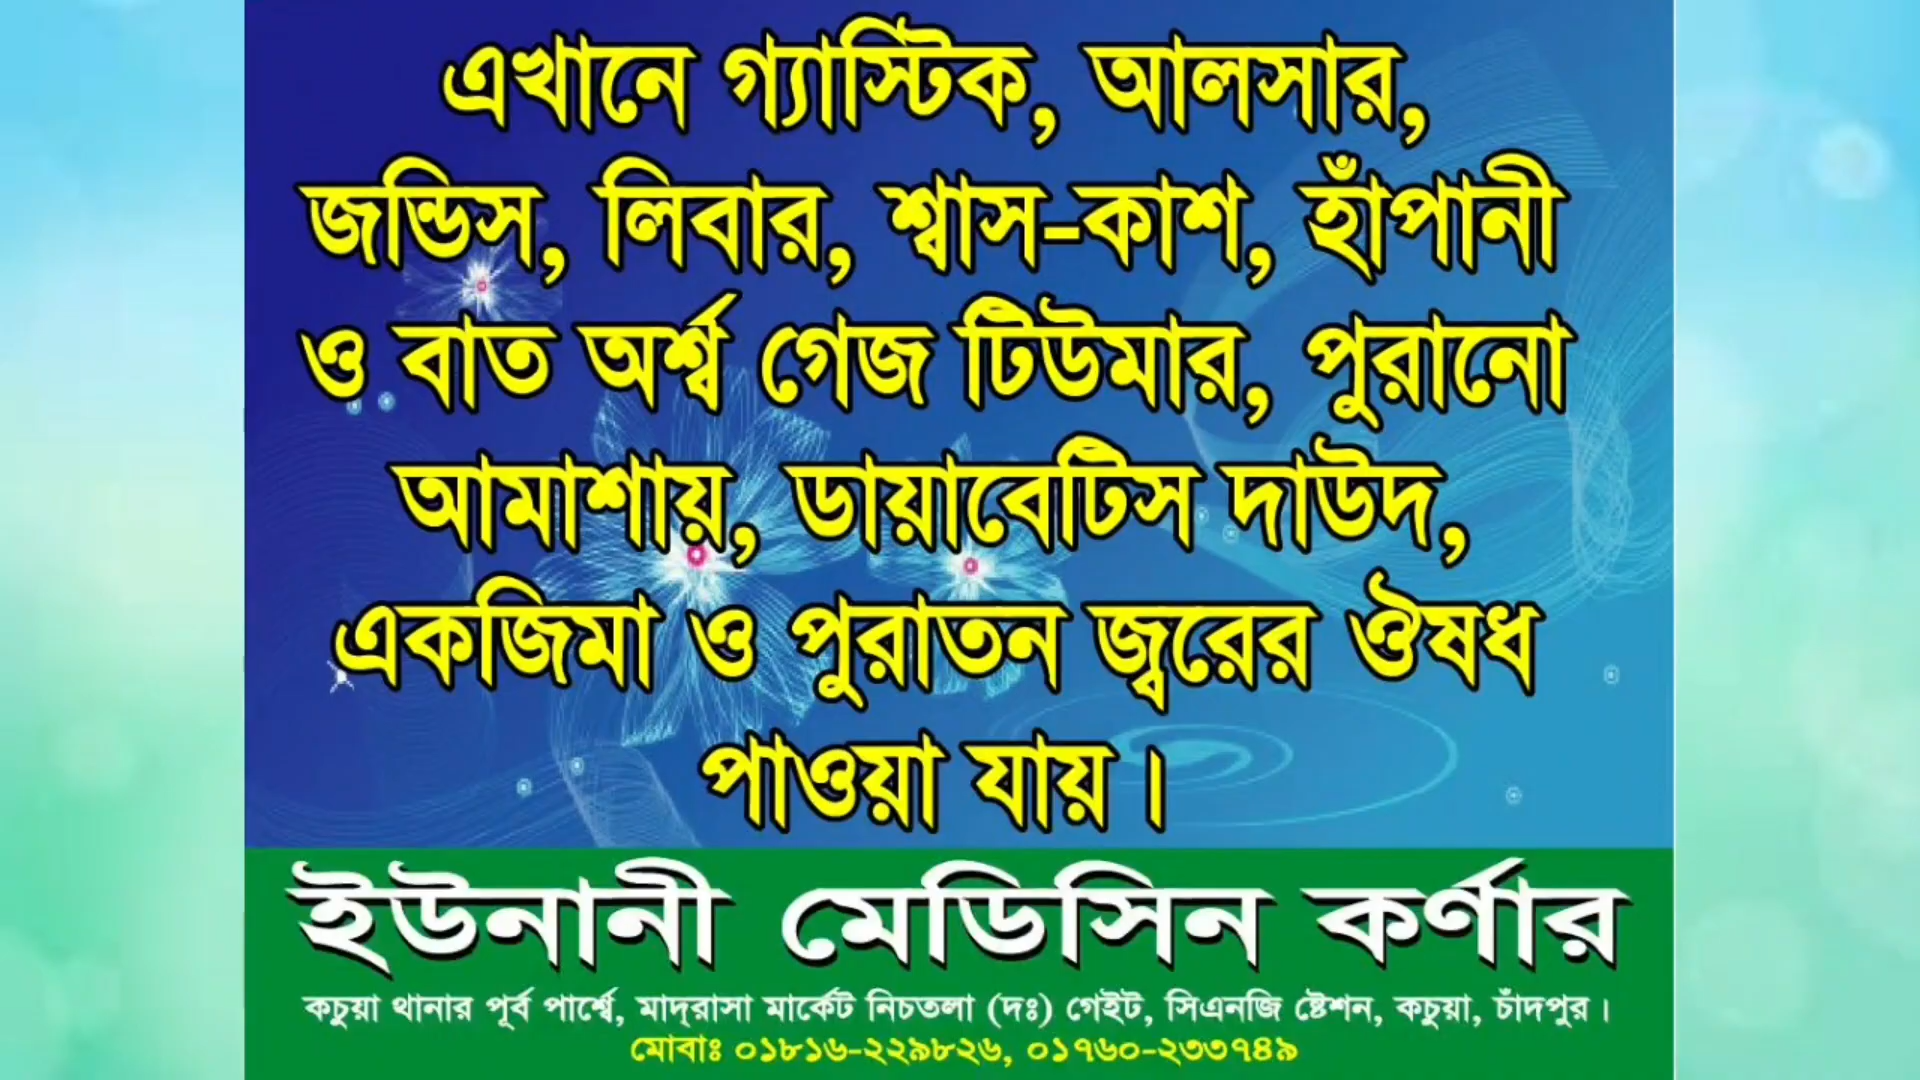 এখানে গ্যাস্টিক, আলসার,
জন্ডিস, লিবার, শ্বাস-কাশ, হাঁপানী
ও বাত অর্শ্ব গেজ টিউমার, পুরানো
আমাশায়, ডায়াবেটিস দাউদ,
একজিমা ও পুরাতন জ্বরের ঔষধ
পাওয়া যায়।
ইউনানী মেডিসিন কর্ণার
কচুয়া থানার পূর্ব পার্শ্বে, মাদ্‌রাসা মার্কেট নিচতলা (দঃ) গেইট, সিএনজি ষ্টেশন, কচুয়া, চাঁদপুর।
মোবাঃ ০১৮১৬-২২৯৮২৬, ০১৭৬০-২৩৩৭৪৯